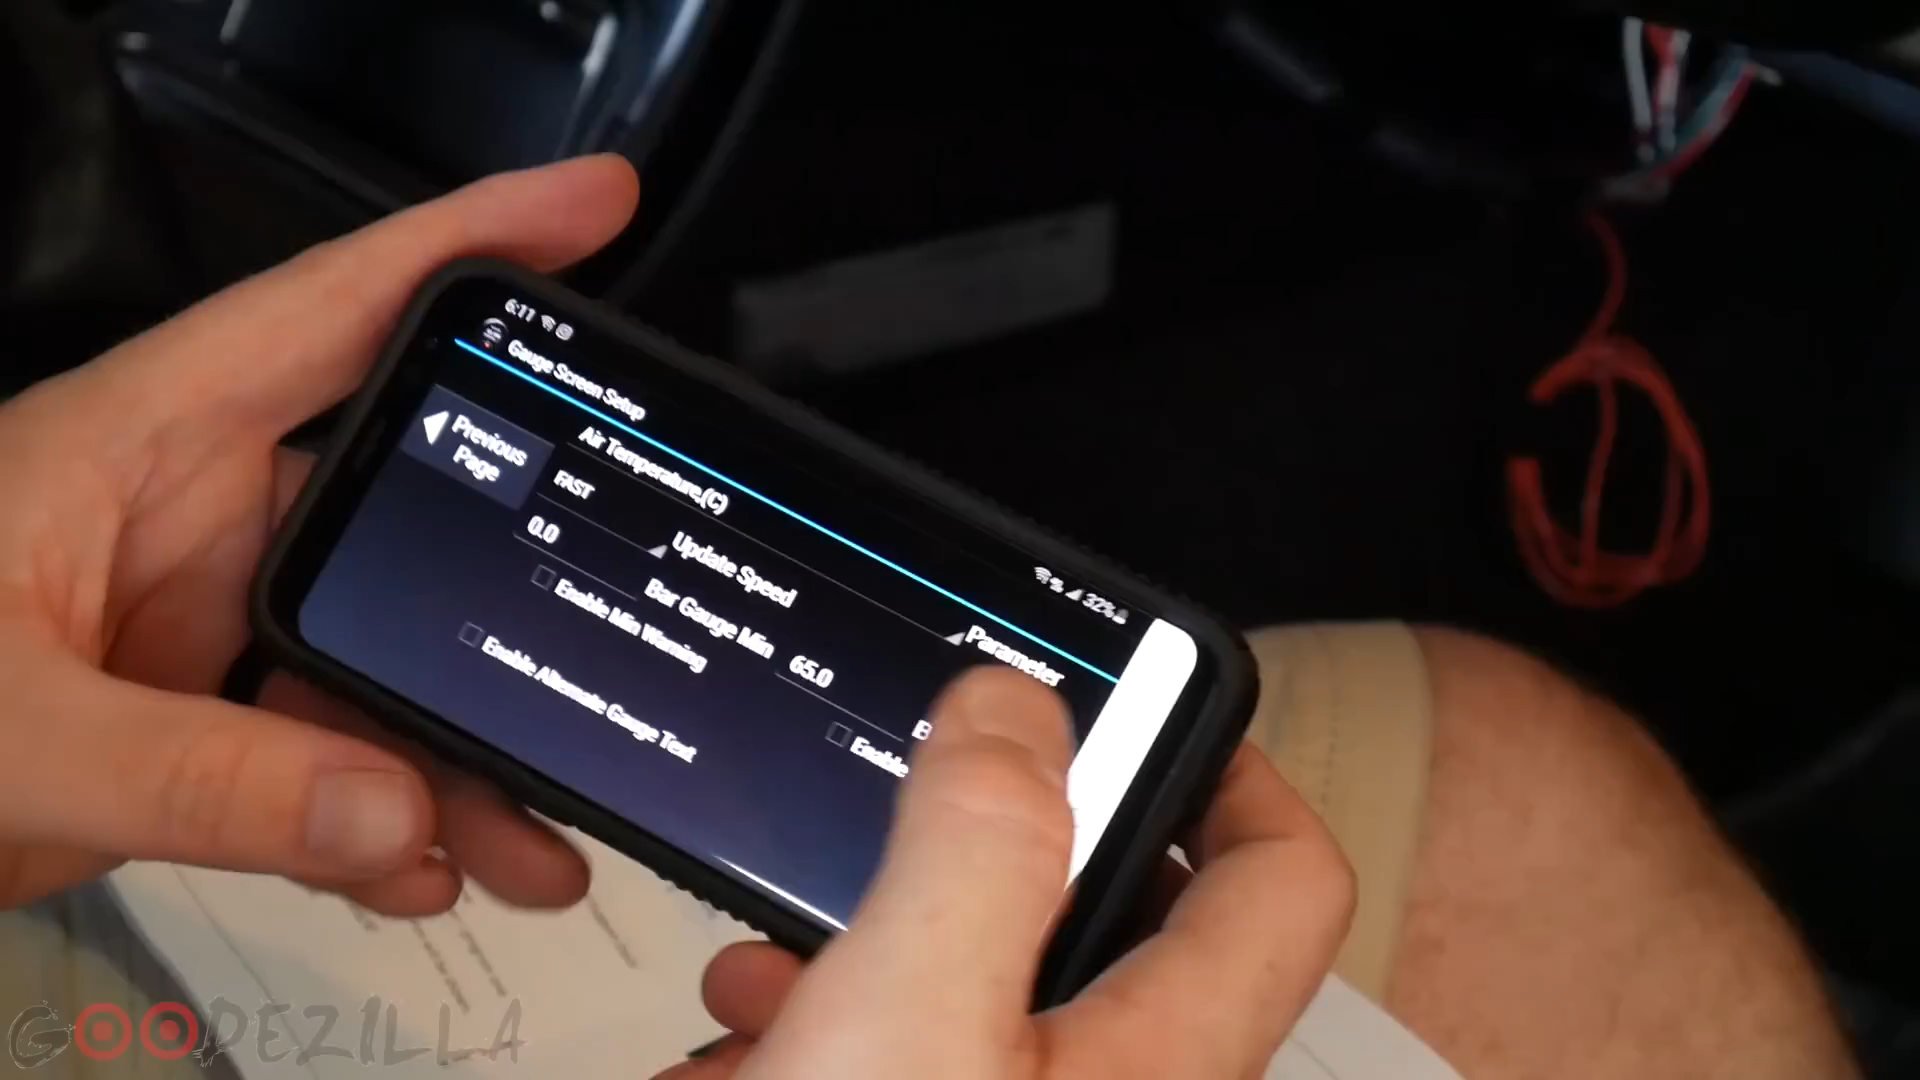 6:11
32%
Gauge Screen Setup
Previous
Page
Air Temperature,(C)
Parameter
FAST
Update Speed
0.0
Bar Gauge Min
65.0
Enable Min Warning
Enable
Enable Alternate Gauge Text
GOODEZILLA